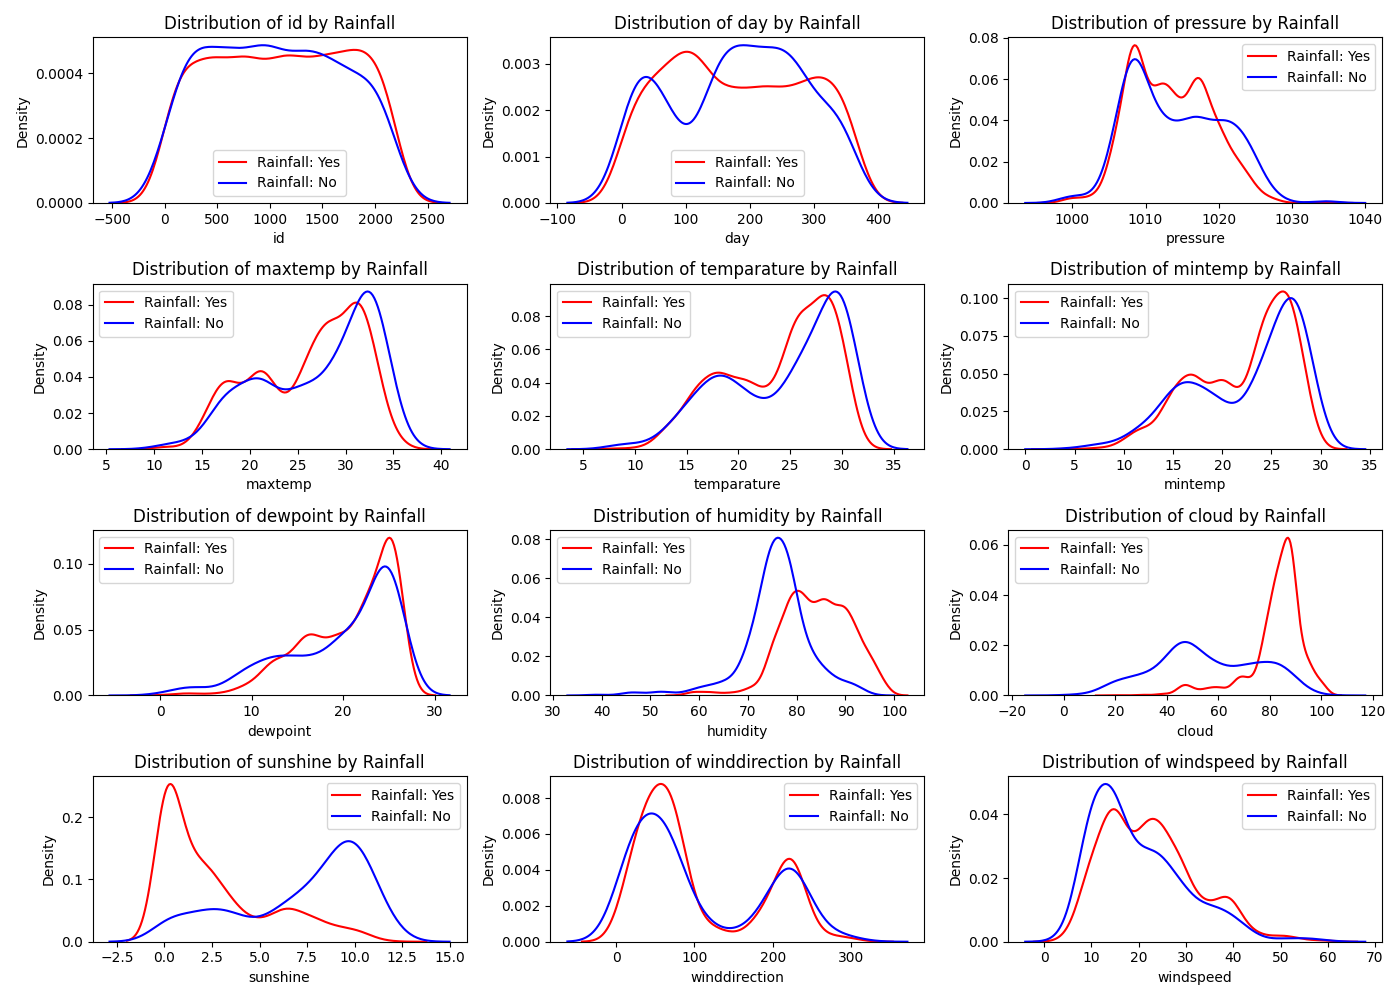 Distribution of id by Rainfall
Density
0.0004
0.0002
0.0000
Rainfall: Yes
Rainfall: No
−500 0 500 1000 1500 2000 2500
id
Distribution of day by Rainfall
Density
0.003
0.002
0.001
0.000
Rainfall: Yes
Rainfall: No
−100 0 100 200 300 400
day
Distribution of pressure by Rainfall
Density
0.08
0.06
0.04
0.02
0.00
Rainfall: Yes
Rainfall: No
1000 1010 1020 1030 1040
pressure
Distribution of maxtemp by Rainfall
Density
0.08
0.06
0.04
0.02
0.00
Rainfall: Yes
Rainfall: No
5 10 15 20 25 30 35 40
maxtemp
Distribution of temparature by Rainfall
Density
0.08
0.06
0.04
0.02
0.00
Rainfall: Yes
Rainfall: No
5 10 15 20 25 30 35
temparature
Distribution of mintemp by Rainfall
Density
0.100
0.075
0.050
0.025
0.000
Rainfall: Yes
Rainfall: No
0 5 10 15 20 25 30 35
mintemp
Distribution of dewpoint by Rainfall
Density
0.10
0.05
0.00
Rainfall: Yes
Rainfall: No
0 10 20 30
dewpoint
Distribution of humidity by Rainfall
Density
0.08
0.06
0.04
0.02
0.00
Rainfall: Yes
Rainfall: No
30 40 50 60 70 80 90 100
humidity
Distribution of cloud by Rainfall
Density
0.06
0.04
0.02
0.00
Rainfall: Yes
Rainfall: No
−20 0 20 40 60 80 100 120
cloud
Distribution of sunshine by Rainfall
Density
0.2
0.1
0.0
Rainfall: Yes
Rainfall: No
−2.5 0.0 2.5 5.0 7.5 10.0 12.5 15.0
sunshine
Distribution of winddirection by Rainfall
Density
0.008
0.006
0.004
0.002
0.000
Rainfall: Yes
Rainfall: No
0 100 200 300
winddirection
Distribution of windspeed by Rainfall
Density
0.04
0.02
0.00
Rainfall: Yes
Rainfall: No
0 10 20 30 40 50 60 70
windspeed